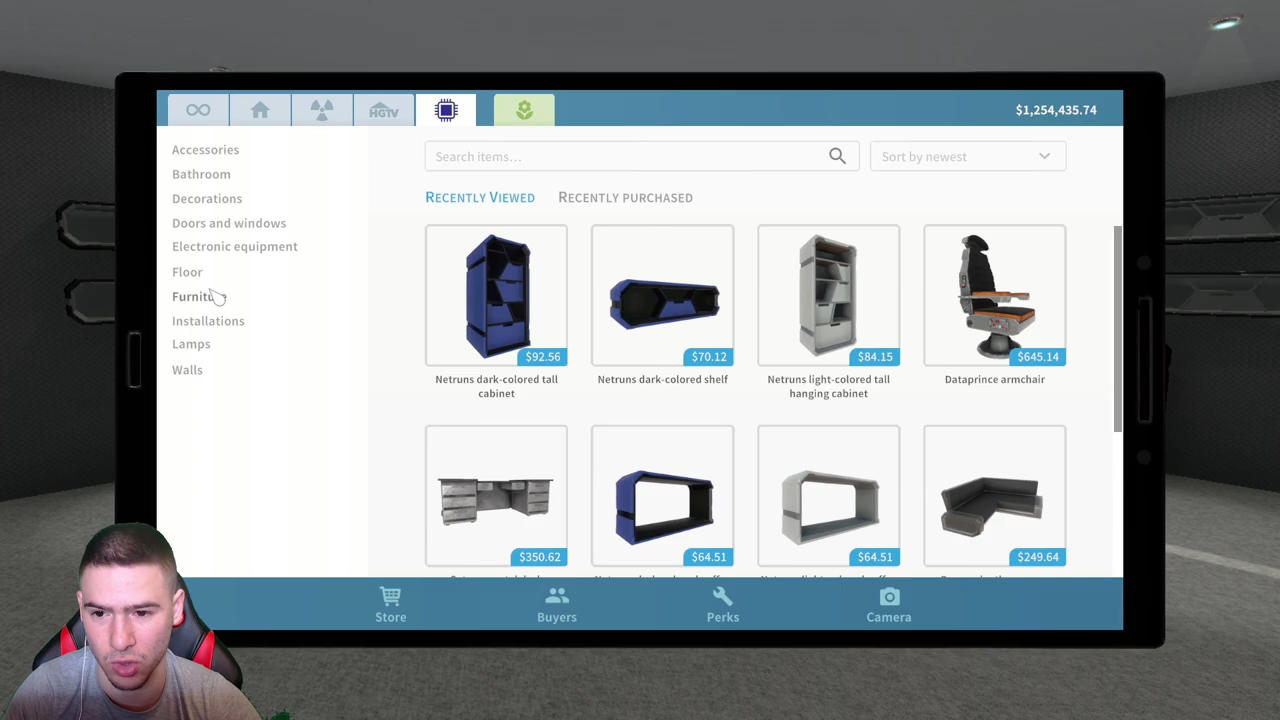 HGTV
$1,254,435.74
Accessories
Bathroom
Decorations
Doors and windows
Electronic equipment
Floor
Furnitu
Installations
Lamps
Walls
Search items...
Sort by newest
RECENTLY VIEWED
RECENTLY PURCHASED
$92.56
$70.12
$84.15
$645.14
Netruns dark-colored tall
cabinet
Netruns dark-colored shelf
Netruns light-colored tall
hanging cabinet
Dataprince armchair
$350.62
$64.51
$64.51
$249.64
Store
Buyers
Perks
Camera